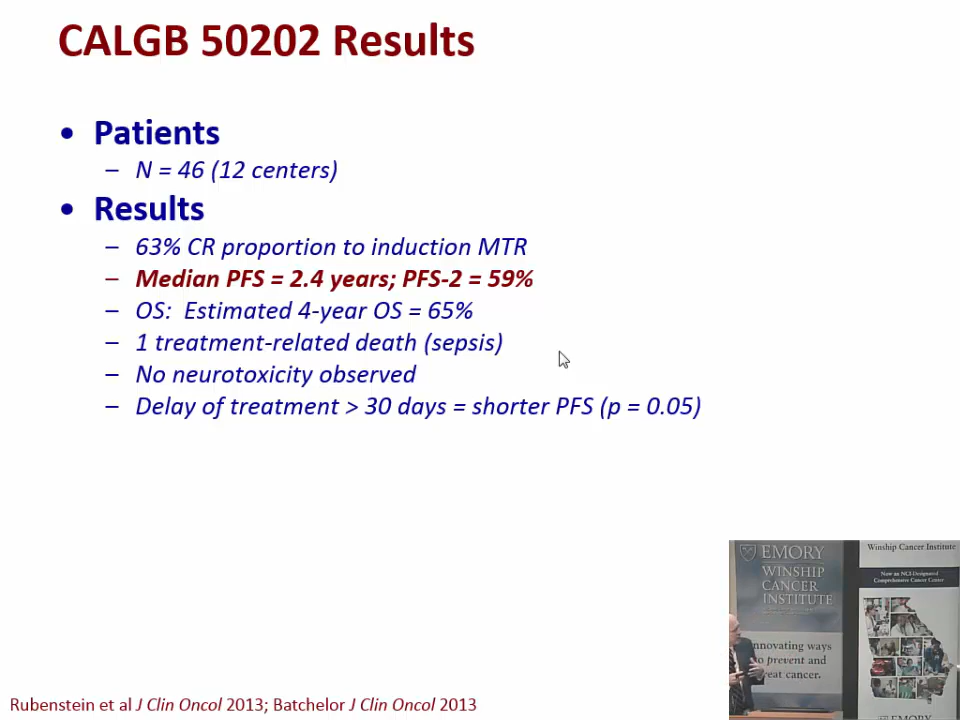 CALGB 50202 Results
• Patients
– N = 46 (12 centers)
• Results
– 63% CR proportion to induction MTR
– Median PFS = 2.4 years; PFS-2 = 59%
– OS: Estimated 4-year OS = 65%
– 1 treatment-related death (sepsis)
– No neurotoxicity observed
– Delay of treatment > 30 days = shorter PFS (p = 0.05)
EMORY
WINSHIP
CANCER
INSTITUTE
nnovating ways
o prevent and
reat cancer.
Winship Cancer Institute
Now an NCI-Designated
Comprehensive Cancer Center
EMORY
Rubenstein et al J Clin Oncol 2013; Batchelor J Clin Oncol 2013